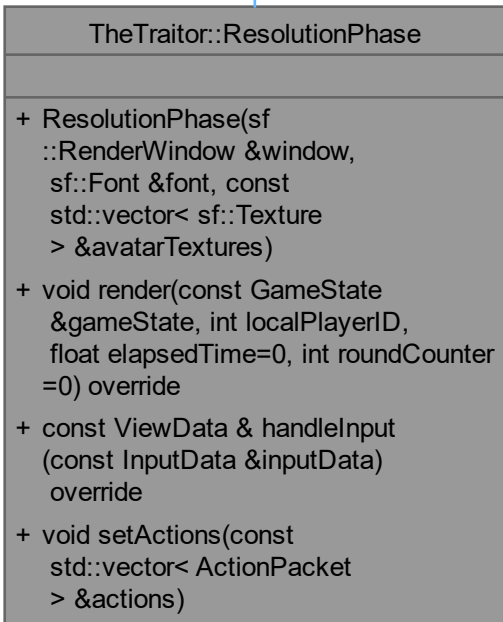 TheTraitor::ResolutionPhase
+ ResolutionPhase(sf
::RenderWindow &window,
sf::Font &font, const
std::vector< sf::Texture
> &avatarTextures)
+ void render(const GameState
&gameState, int localPlayerID,
float elapsedTime=0, int roundCounter
=0) override
+ const ViewData & handleInput
(const InputData &inputData)
override
+ void setActions(const
std::vector< ActionPacket
> &actions)